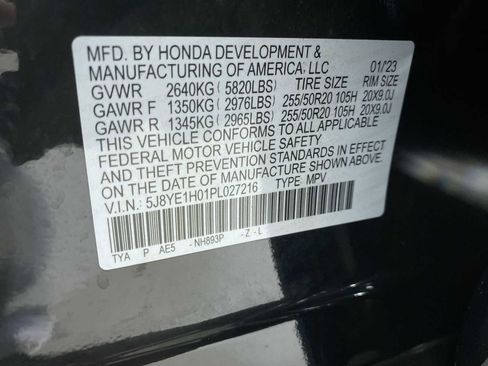 MFD. BY HONDA DEVELOPMENT &
MANUFACTURING OF AMERICA, LLC 01/23
GVWR 2640KG ( 5820LBS) TIRE SIZE RIM SIZE
GAWR F 1350KG ( 2976LBS) 255/50R20 105H 20X9.0J
GAWR R 1345KG ( 2965LBS) 255/50R20 105H 20X9.0J
THIS VEHICLE CONFORMS TO ALL APPLICABLE
FEDERAL MOTOR VEHICLE SAFETY
AND THEFT PREVENTION STANDARDS IN EFFECT
ON THE DATE OF MANUFACTURE SHOWN ABOVE.
V.I.N.: 5J8YE1H01PL027216 TYPE: MPV
TYA P AE5 - NH893P - Z - L